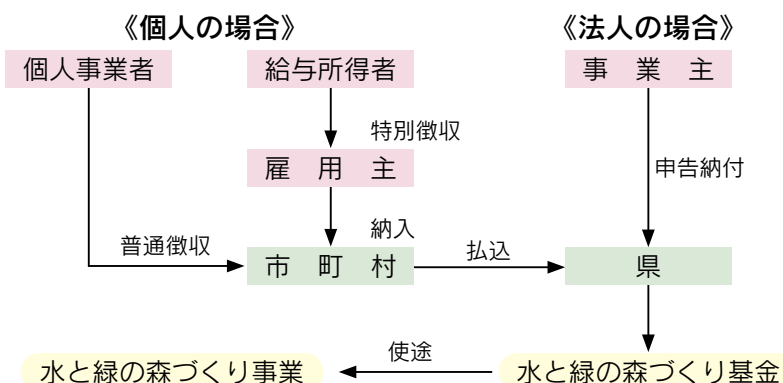 《個人の場合》
《法人の場合》
個人事業者
給与所得者
事業主
特別徴収
雇用主
申告納付
納入
普通徴収
市町村
払込
県
使途
水と緑の森づくり事業
水と緑の森づくり基金